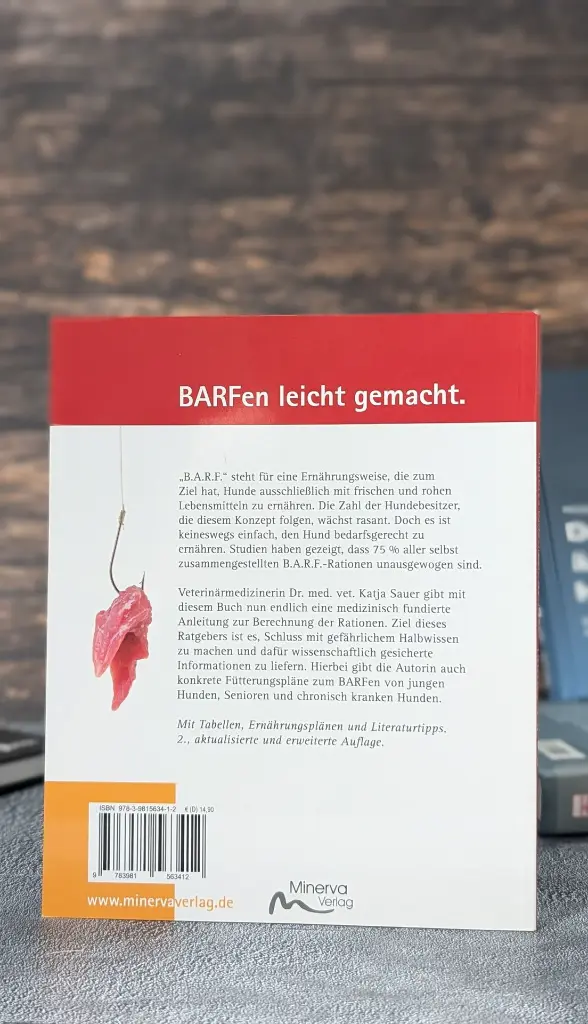 BARFen leicht gemacht.
„B.A.R.F.“ steht für eine Ernährungsweise, die zum
Ziel hat, Hunde ausschließlich mit frischen und rohen
Lebensmitteln zu ernähren. Die Zahl der Hundebesitzer,
die diesem Konzept folgen, wächst rasant. Doch es ist
keineswegs einfach, den Hund bedarfsgerecht zu
ernähren. Studien haben gezeigt, dass 75 % aller selbst
zusammengestellten B.A.R.F.-Rationen unausgewogen sind.
Veterinärmedizinerin Dr. med. vet. Katja Sauer gibt mit
diesem Buch nun endlich eine medizinisch fundierte
Anleitung zur Berechnung der Rationen. Ziel dieses
Ratgebers ist es, Schluss mit gefährlichem Halbwissen
zu machen und dafür wissenschaftlich gesicherte
Informationen zu liefern. Hierbei gibt die Autorin auch
konkrete Fütterungspläne zum BARFen von jungen
Hunden, Senioren und chronisch kranken Hunden.
Mit Tabellen, Ernährungsplänen und Literaturtipps.
2., aktualisierte und erweiterte Auflage.
ISBN 978-3-9815634-1-2 € (D) 14,90
9 783981 563412
www.minervaverlag.de
Minerva
Verlag